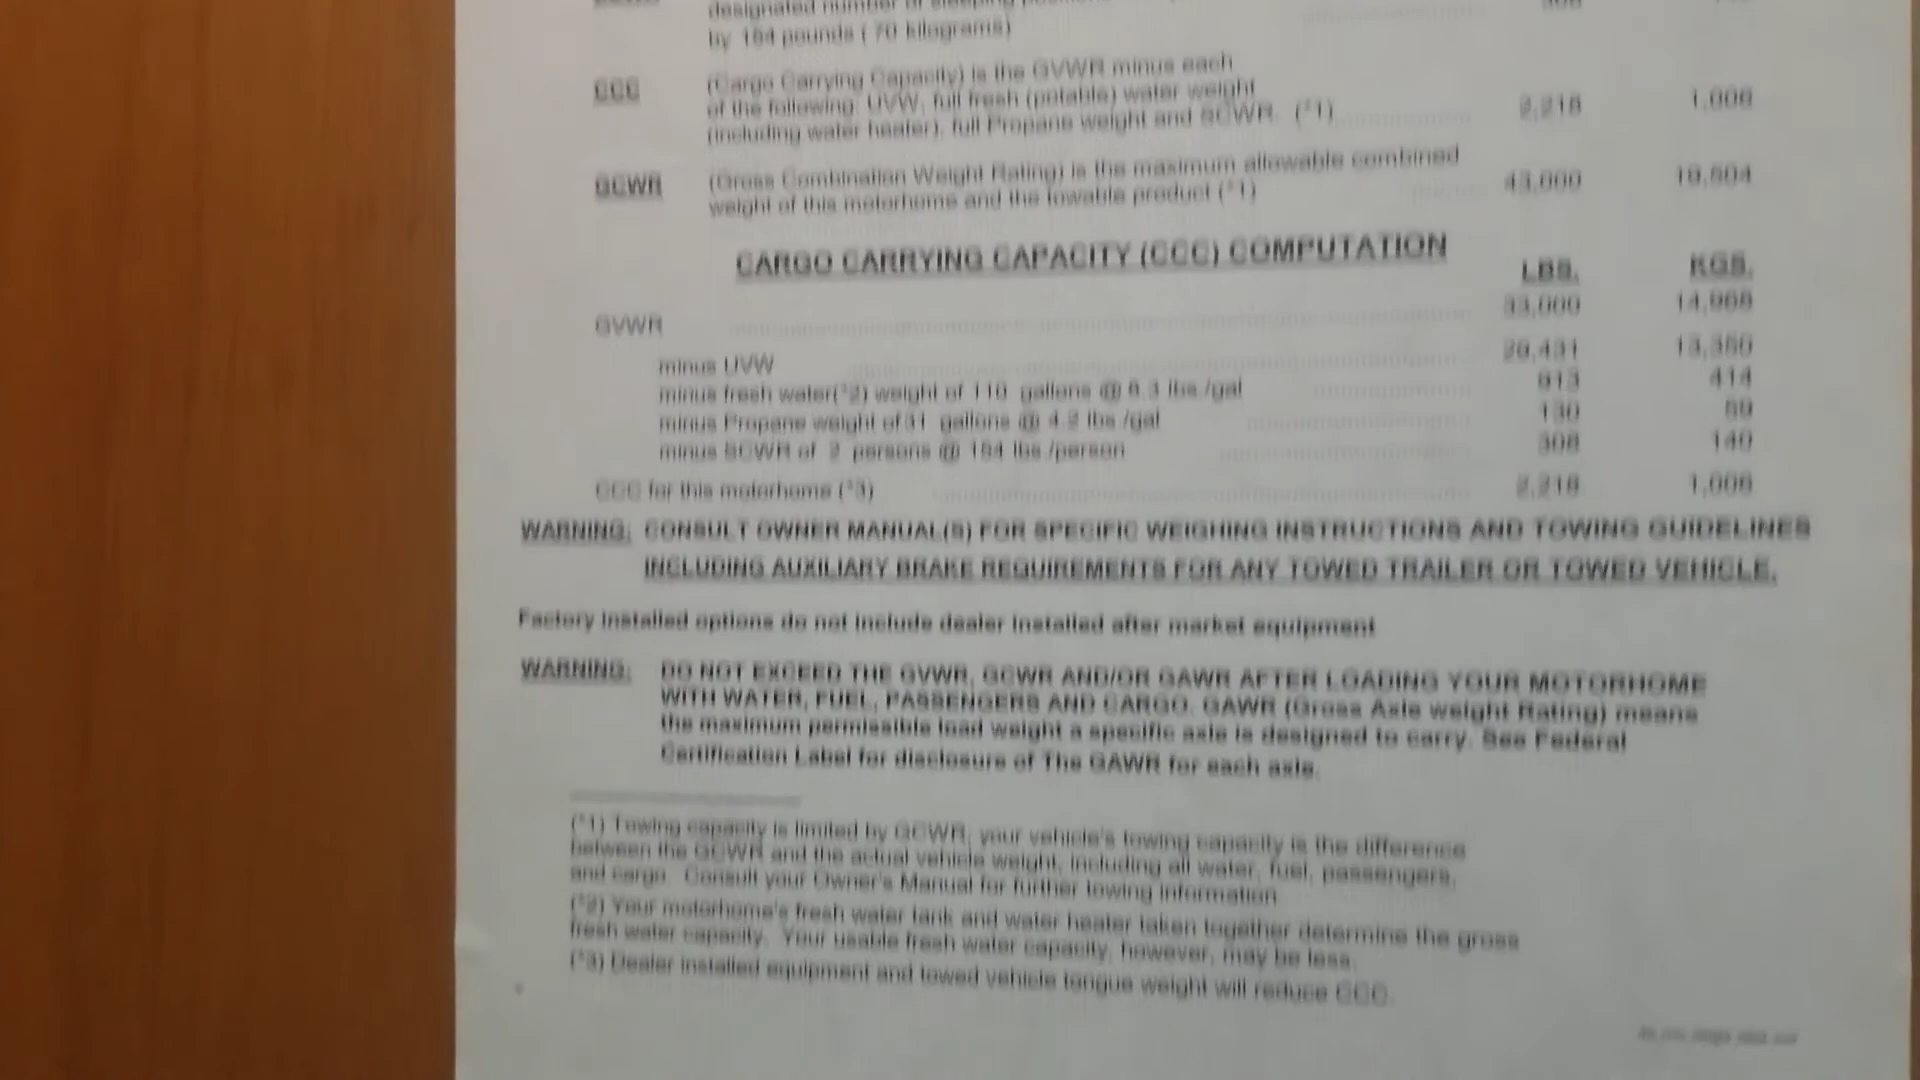 designated number of sleeping positions
by 154 pounds ( 70 kilograms)
CCC (Cargo Carrying Capacity) is the GVWR minus each
of the following: UVW, full fresh (potable) water weight
(including water heater), full Propane weight and SCWR. (*1) 2,218 1,006
GCWR (Gross Combination Weight Rating) is the maximum allowable combined
weight of this motorhome and the towable product (*1) 43,000 19,504
CARGO CARRYING CAPACITY (CCC) COMPUTATION
LBS. KGS.
GVWR 33,000 14,968
minus UVW 29,431 13,350
minus fresh water(*2) weight of 110 gallons @ 8.3 lbs./gal 913 414
minus Propane weight of 31 gallons @ 4.2 lbs./gal 130 59
minus SCWR of 2 persons @ 154 lbs./person 308 140
CCC for this motorhome (*3) 2,218 1,006
WARNING: CONSULT OWNER MANUAL(S) FOR SPECIFIC WEIGHING INSTRUCTIONS AND TOWING GUIDELINES
INCLUDING AUXILIARY BRAKE REQUIREMENTS FOR ANY TOWED TRAILER OR TOWED VEHICLE.
Factory installed options do not include dealer installed after market equipment
WARNING: DO NOT EXCEED THE GVWR, GCWR AND/OR GAWR AFTER LOADING YOUR MOTORHOME
WITH WATER, FUEL, PASSENGERS AND CARGO. GAWR (Gross Axle weight Rating) means
the maximum permissible load weight a specific axle is designed to carry. See Federal
Certification Label for disclosure of The GAWR for each axle.
(*1) Towing capacity is limited by GCWR, your vehicle's towing capacity is the difference
between the GCWR and the actual vehicle weight, including all water, fuel, passengers,
and cargo. Consult your Owner's Manual for further towing information
(*2) Your motorhome's fresh water tank and water heater taken together determine the gross
fresh water capacity. Your usable fresh water capacity, however, may be less.
(*3) Dealer installed equipment and towed vehicle tongue weight will reduce CCC.